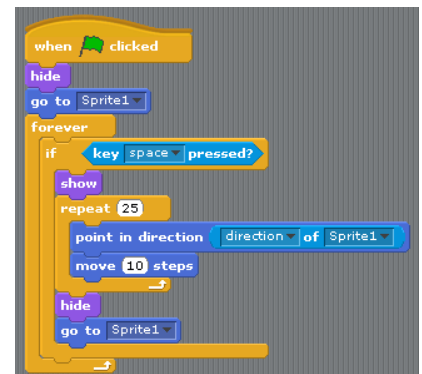 when clicked
hide
go to Sprite1
forever
if key space pressed?
show
repeat 25
point in direction direction of Sprite1
move 10 steps
hide
go to Sprite1